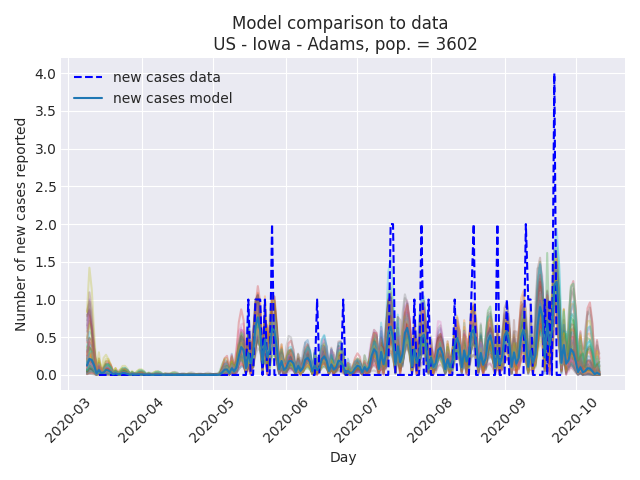 Model comparison to data
US - Iowa - Adams, pop. = 3602
new cases data
new cases model
Number of new cases reported
4.0
3.5
3.0
2.5
2.0
1.5
1.0
0.5
0.0
2020-03
2020-04
2020-05
2020-06
2020-07
2020-08
2020-09
2020-10
Day